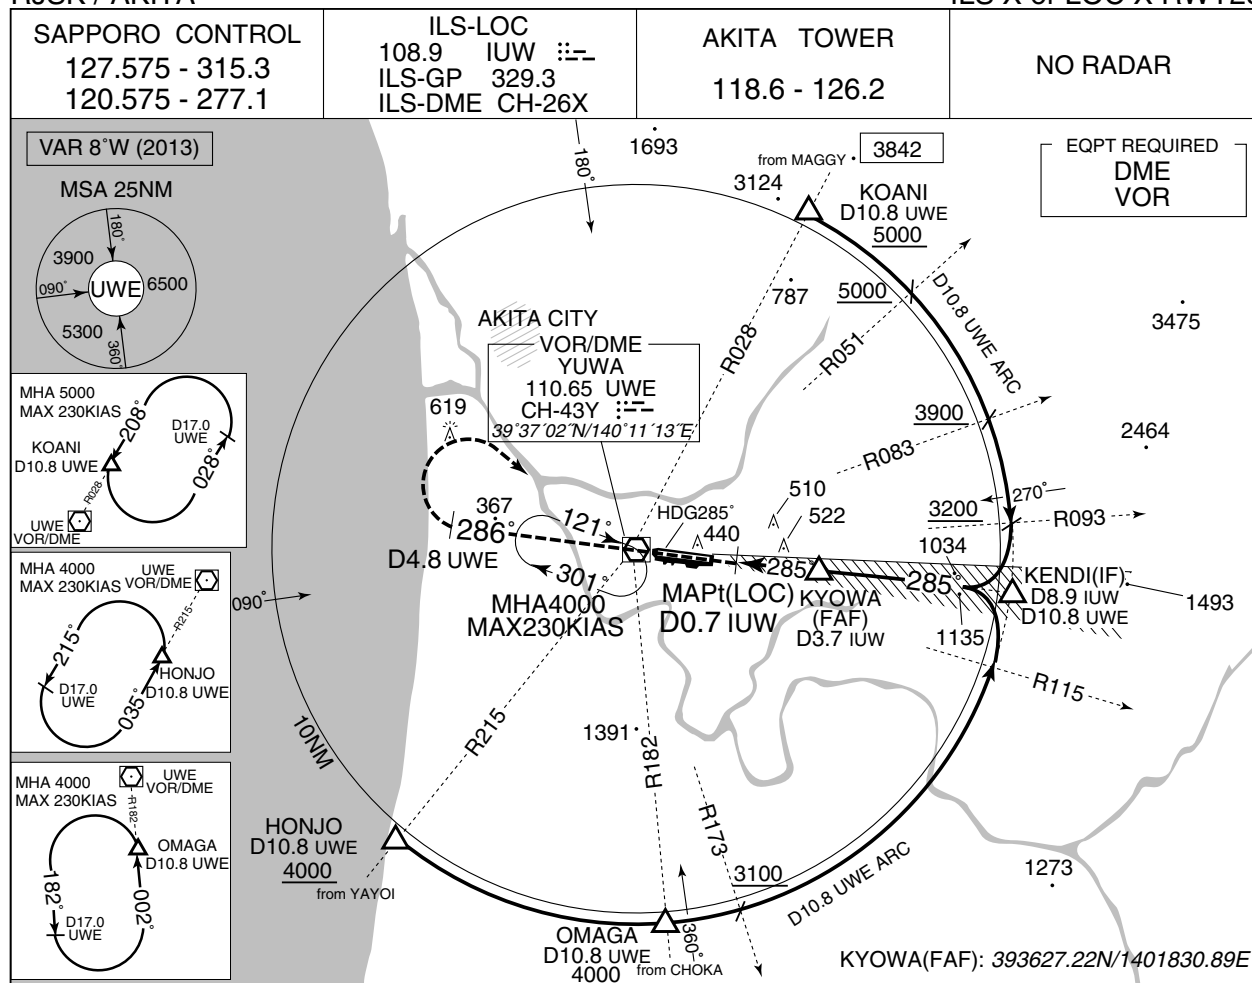 SAPPORO CONTROL
127.575 - 315.3
120.575 - 277.1
ILS-LOC
108.9 IUW
ILS-GP 329.3
ILS-DME CH-26X
AKITA TOWER
118.6 - 126.2
NO RADAR
VAR 8°W (2013)
MSA 25NM
180°
3900
090°
UWE
6500
5300
360°
180°
1693
from MAGGY
3842
EQPT REQUIRED
DME
VOR
3124
KOANI
D10.8 UWE
5000
787
5000
D10.8 UWE ARC
3475
AKITA CITY
VOR/DME
YUWA
110.65 UWE
CH-43Y
39°37'02"N/140°11'13"E
R028
R051
MHA 5000
MAX 230KIAS
208°
D17.0
UWE
KOANI
D10.8 UWE
028°
R028
UWE
VOR/DME
619
3900
R083
2464
510
522
367
286°
121°
HDG285°
440
3200
270°
R093
1034
D4.8 UWE
301°
285°
285°
KENDI(IF)
D8.9 IUW
D10.8 UWE
1493
MHA4000
MAX230KIAS
MAPt(LOC)
D0.7 IUW
KYOWA
(FAF)
D3.7 IUW
1135
MHA 4000
MAX 230KIAS
UWE
VOR/DME
R215
215°
HONJO
D10.8 UWE
D17.0
UWE
035°
090°
R115
10NM
R215
1391
R182
R173
MHA 4000
MAX 230KIAS
UWE
VOR/DME
R182
OMAGA
D10.8 UWE
182°
002°
D17.0
UWE
HONJO
D10.8 UWE
4000
from YAYOI
3100
D10.8 UWE ARC
1273
OMAGA
D10.8 UWE
4000
360°
from CHOKA
KYOWA(FAF): 393627.22N/1401830.89E